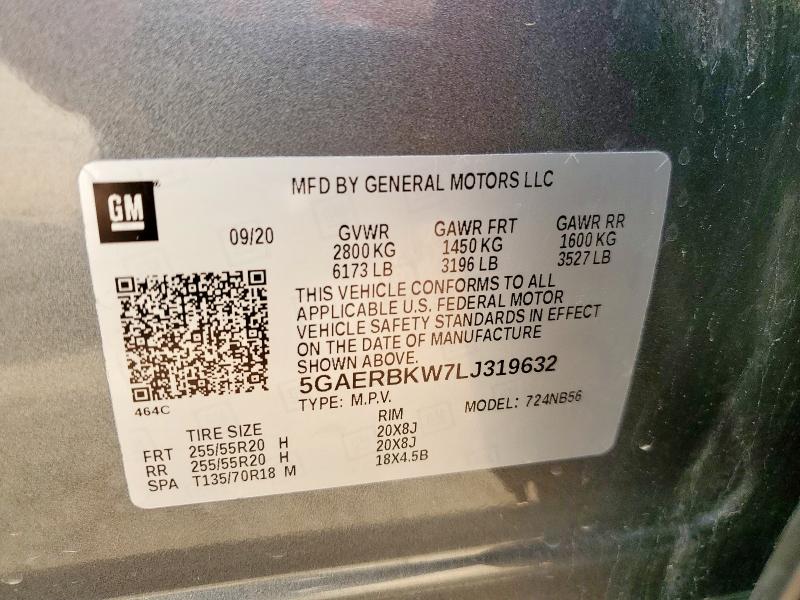 GM
MFD BY GENERAL MOTORS LLC
09/20 GVWR GAWR FRT GAWR RR
2800 KG 1450 KG 1600 KG
6173 LB 3196 LB 3527 LB
THIS VEHICLE CONFORMS TO ALL
APPLICABLE U.S. FEDERAL MOTOR
VEHICLE SAFETY STANDARDS IN EFFECT
ON THE DATE OF MANUFACTURE
SHOWN ABOVE.
5GAERBKW7LJ319632
464C
TYPE: M.P.V. MODEL: 724NB56
TIRE SIZE RIM
FRT 255/55R20 H 20X8J
RR 255/55R20 H 20X8J
SPA T135/70R18 M 18X4.5B